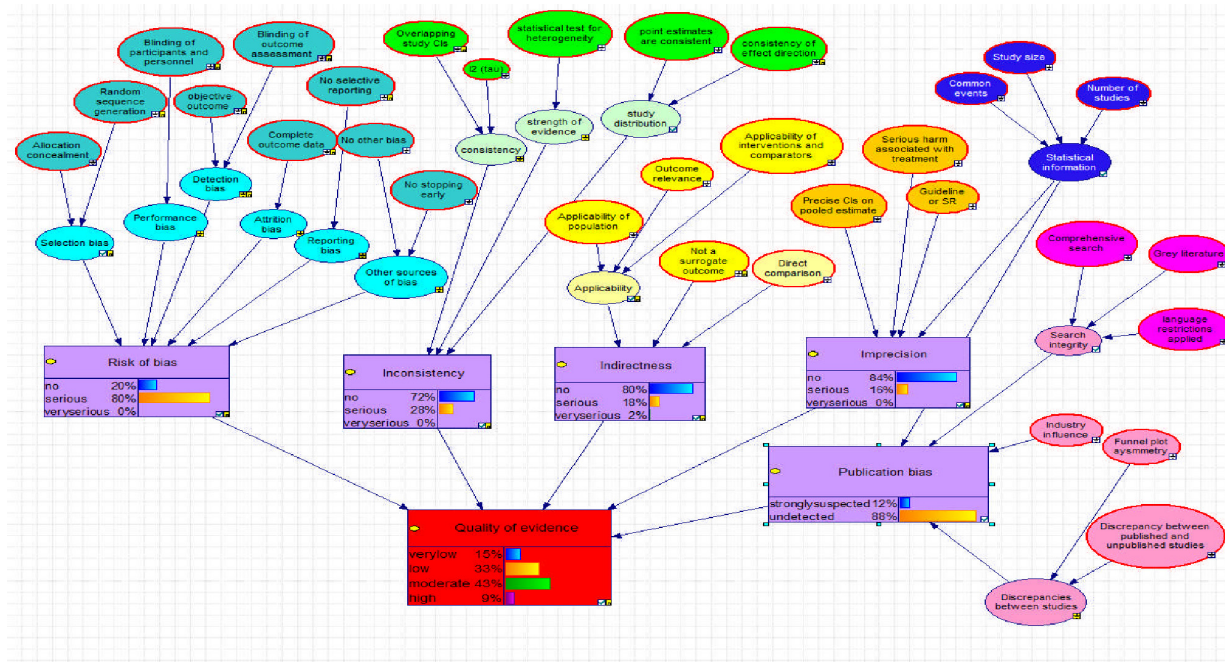 Blinding of
participants and
personnel
Blinding of
outcome
assessment
Overlapping
study CIs
statistical test for
heterogeneity
point estimates
are consistent
consistency of
effect direction
Study size
Common
events
Number of
studies
Random
sequence
generation
objective
outcome
No selective
reporting
I2 (tau)
Allocation
concealment
Complete
outcome data
No other bias
consistency
strength of
evidence
study
distribution
Applicability of
interventions and
comparators
Serious harm
associated with
treatment
Statistical
information
Detection
bias
No stopping
early
Outcome
relevance
Precise CIs on
pooled estimate
Guideline
or SR
Selection bias
Performance
bias
Attrition
bias
Reporting
bias
Applicability of
population
Not a
surrogate
outcome
Direct
comparison
Comprehensive
search
Grey literature
Other sources
of bias
Applicability
language
restrictions
applied
Search
integrity
Risk of bias
no 20%
serious 80%
veryserious 0%
Inconsistency
no 72%
serious 28%
veryserious 0%
Indirectness
no 80%
serious 18%
veryserious 2%
Imprecision
no 84%
serious 16%
veryserious 0%
Industry
influence
Funnel plot
aysmmetry
Publication bias
stronglysuspected 12%
undetected 88%
Quality of evidence
verylow 15%
low 33%
moderate 43%
high 9%
Discrepancy between
published and
unpublished studies
Discrepancies
between studies